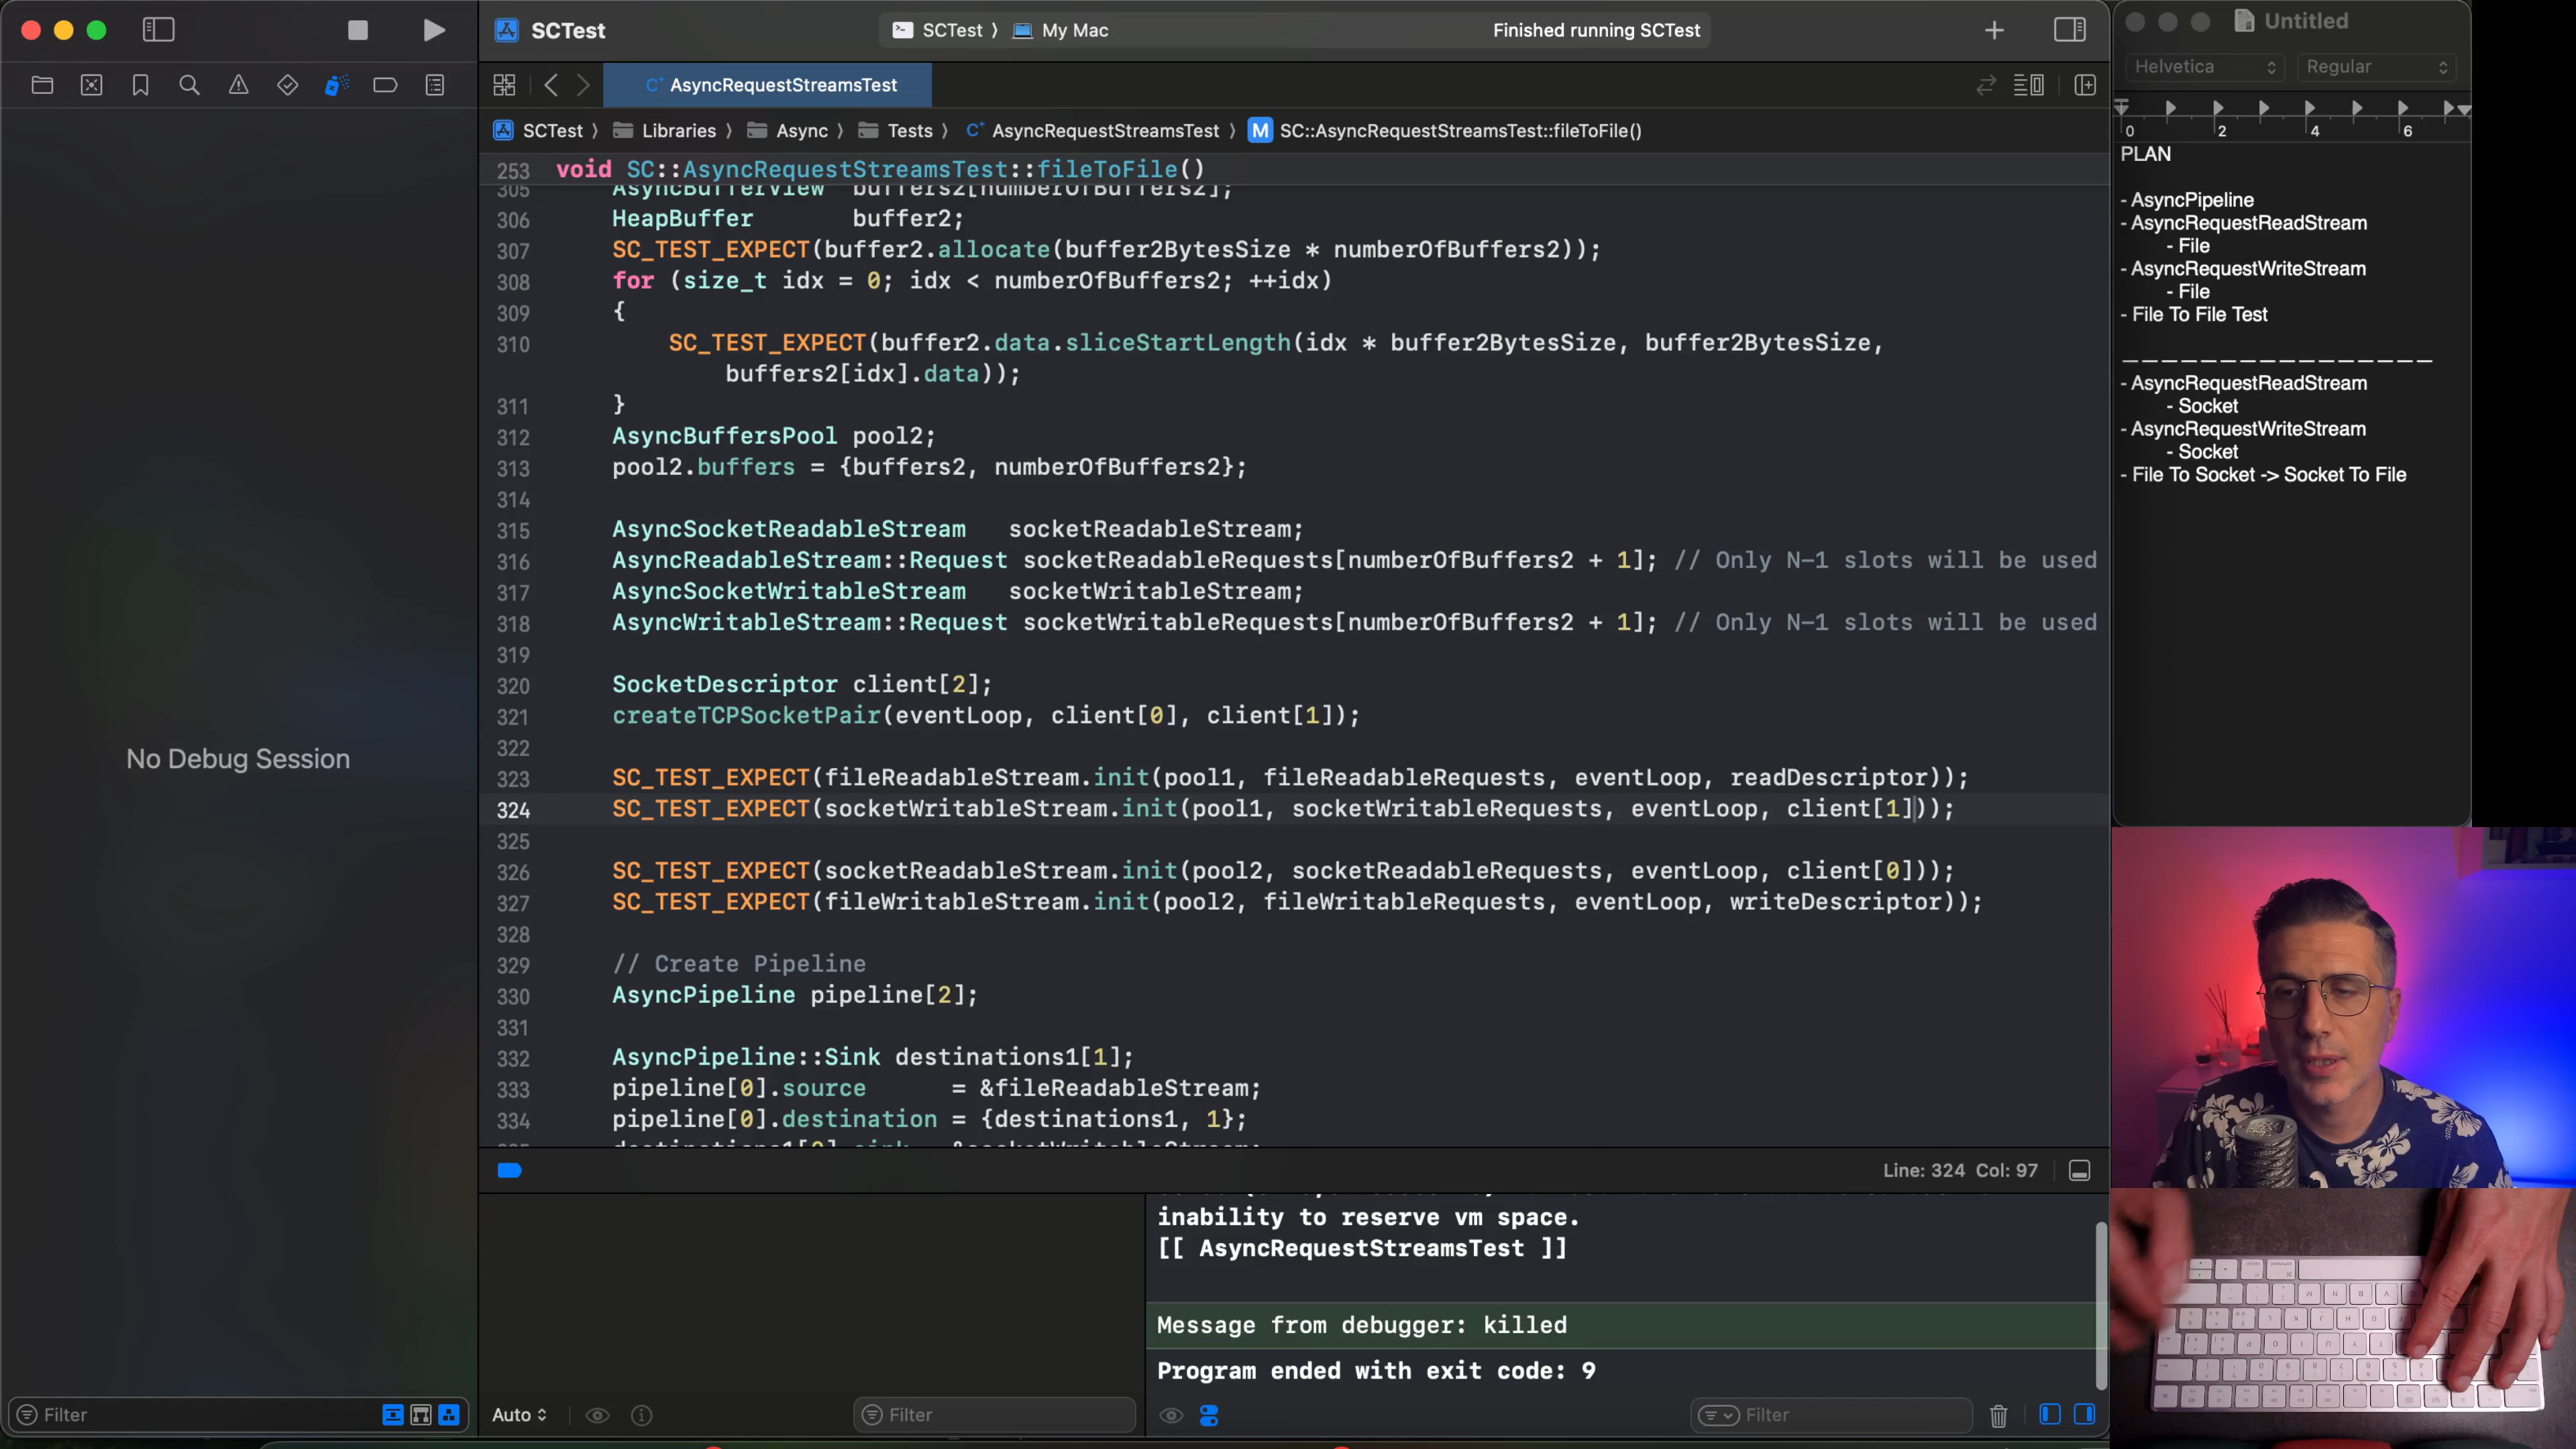 SCTest
SCTest 〉 My Mac
Finished running SCTest
Untitled
Helvetica
Regular
AsyncRequestStreamsTest
SCTest 〉 Libraries 〉 Async 〉 Tests 〉 AsyncRequestStreamsTest 〉 M SC::AsyncRequestStreamsTest::fileToFile()
0 2 4 6
253 void SC::AsyncRequestStreamsTest::fileToFile()
305 AsyncBufferView buffers2[numberOfBuffers2];
306 HeapBuffer buffer2;
307 SC_TEST_EXPECT(buffer2.allocate(buffer2BytesSize * numberOfBuffers2));
308 for (size_t idx = 0; idx < numberOfBuffers2; ++idx)
309 {
310 SC_TEST_EXPECT(buffer2.data.sliceStartLength(idx * buffer2BytesSize, buffer2BytesSize,
buffers2[idx].data));
311 }
312 AsyncBuffersPool pool2;
313 pool2.buffers = {buffers2, numberOfBuffers2};
314
315 AsyncSocketReadableStream socketReadableStream;
316 AsyncReadableStream::Request socketReadableRequests[numberOfBuffers2 + 1]; // Only N-1 slots will be used
317 AsyncSocketWritableStream socketWritableStream;
318 AsyncWritableStream::Request socketWritableRequests[numberOfBuffers2 + 1]; // Only N-1 slots will be used
319
320 SocketDescriptor client[2];
321 createTCPSocketPair(eventLoop, client[0], client[1]);
322
323 SC_TEST_EXPECT(fileReadableStream.init(pool1, fileReadableRequests, eventLoop, readDescriptor));
324 SC_TEST_EXPECT(socketWritableStream.init(pool1, socketWritableRequests, eventLoop, client[1]));
325
326 SC_TEST_EXPECT(socketReadableStream.init(pool2, socketReadableRequests, eventLoop, client[0]));
327 SC_TEST_EXPECT(fileWritableStream.init(pool2, fileWritableRequests, eventLoop, writeDescriptor));
328
329 // Create Pipeline
330 AsyncPipeline pipeline[2];
331
332 AsyncPipeline::Sink destinations1[1];
333 pipeline[0].source = &fileReadableStream;
334 pipeline[0].destination = {destinations1, 1};
PLAN
- AsyncPipeline
- AsyncRequestReadStream
- File
- AsyncRequestWriteStream
- File
- File To File Test
________________
- AsyncRequestReadStream
- Socket
- AsyncRequestWriteStream
- Socket
- File To Socket -> Socket To File
No Debug Session
Line: 324 Col: 97
inability to reserve vm space.
[[ AsyncRequestStreamsTest ]]
Message from debugger: killed
Program ended with exit code: 9
Filter
Auto
Filter
Filter